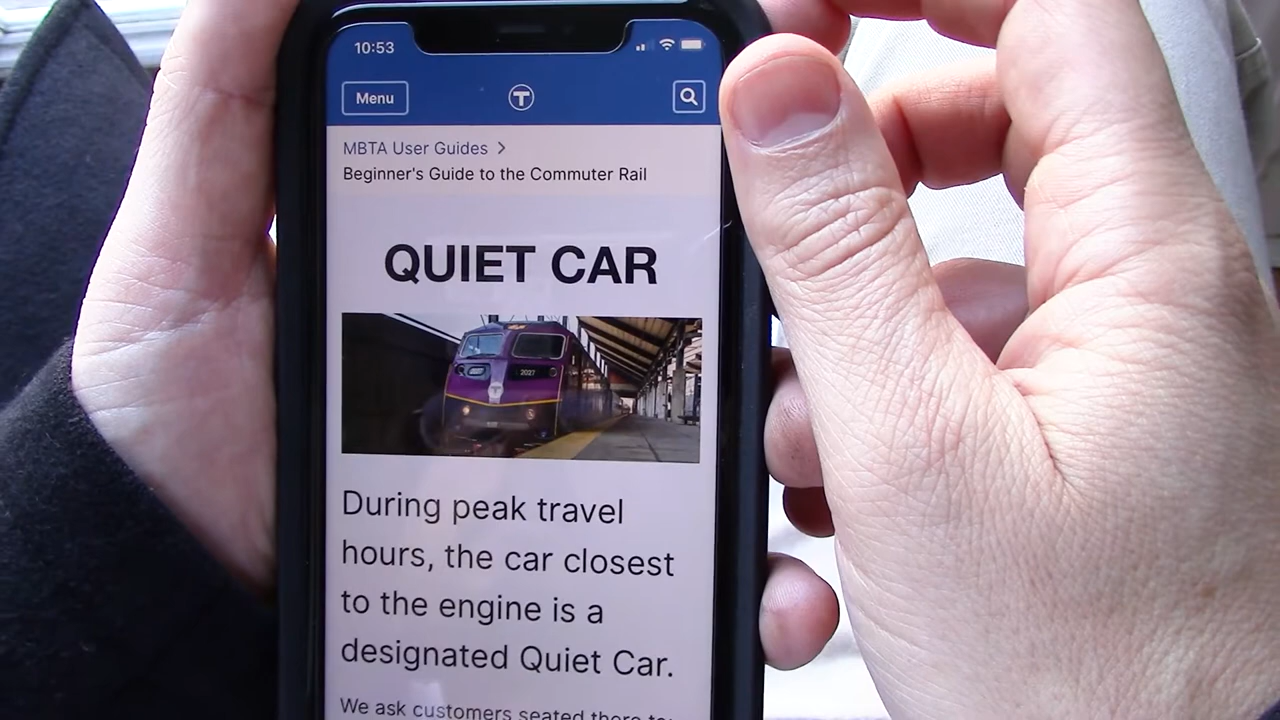 10:53
Menu
T
MBTA User Guides >
Beginner's Guide to the Commuter Rail
QUIET CAR
2027
During peak travel
hours, the car closest
to the engine is a
designated Quiet Car.
We ask customers seated there to: